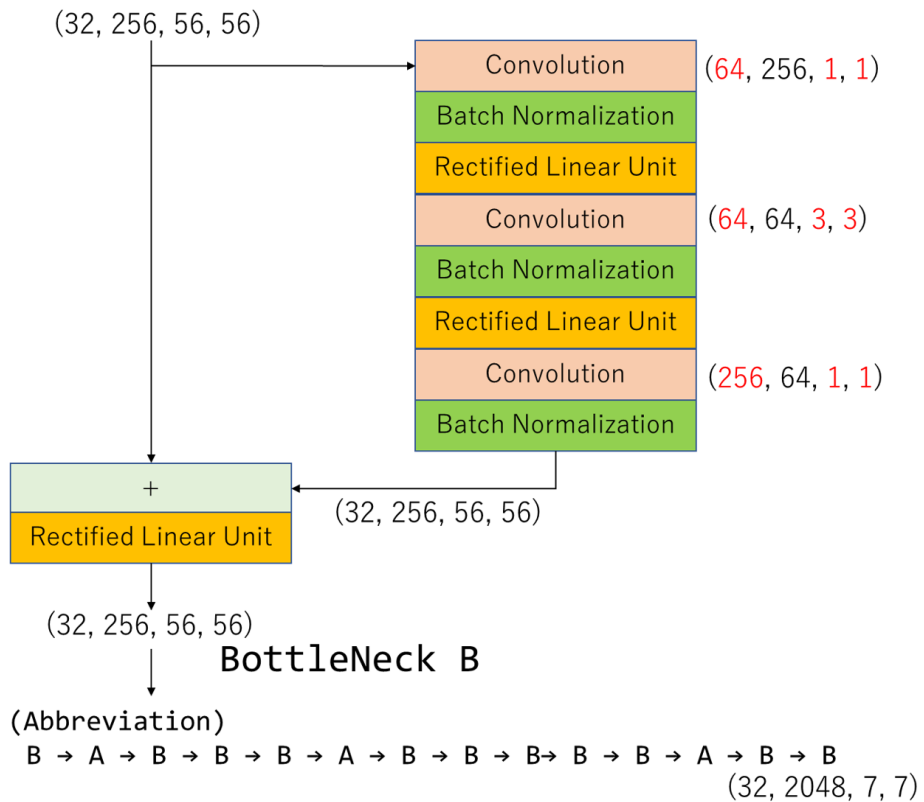 (32, 256, 56, 56)
Convolution (64, 256, 1, 1)
Batch Normalization
Rectified Linear Unit
Convolution (64, 64, 3, 3)
Batch Normalization
Rectified Linear Unit
Convolution (256, 64, 1, 1)
Batch Normalization
+
(32, 256, 56, 56)
Rectified Linear Unit
(32, 256, 56, 56)
BottleNeck B
(Abbreviation)
B → A → B → B → B → A → B → B → B → B → B → A → B → B
(32, 2048, 7, 7)